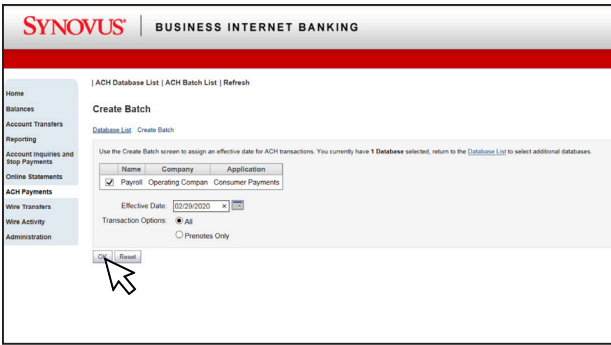 SYNOVUS® BUSINESS INTERNET BANKING
| ACH Database List | ACH Batch List | Refresh
Home
Balances
Account Transfers
Reporting
Account Inquiries and
Stop Payments
Online Statements
ACH Payments
Wire Transfers
Wire Activity
Administration
Create Batch
Database List Create Batch
Use the Create Batch screen to assign an effective date for ACH transactions. You currently have 1 Database selected, return to the Database List to select additional databases.
Name Company Application
Payroll Operating Compan Consumer Payments
Effective Date: 02/29/2020 ×
Transaction Options: All
Prenotes Only
OK Reset